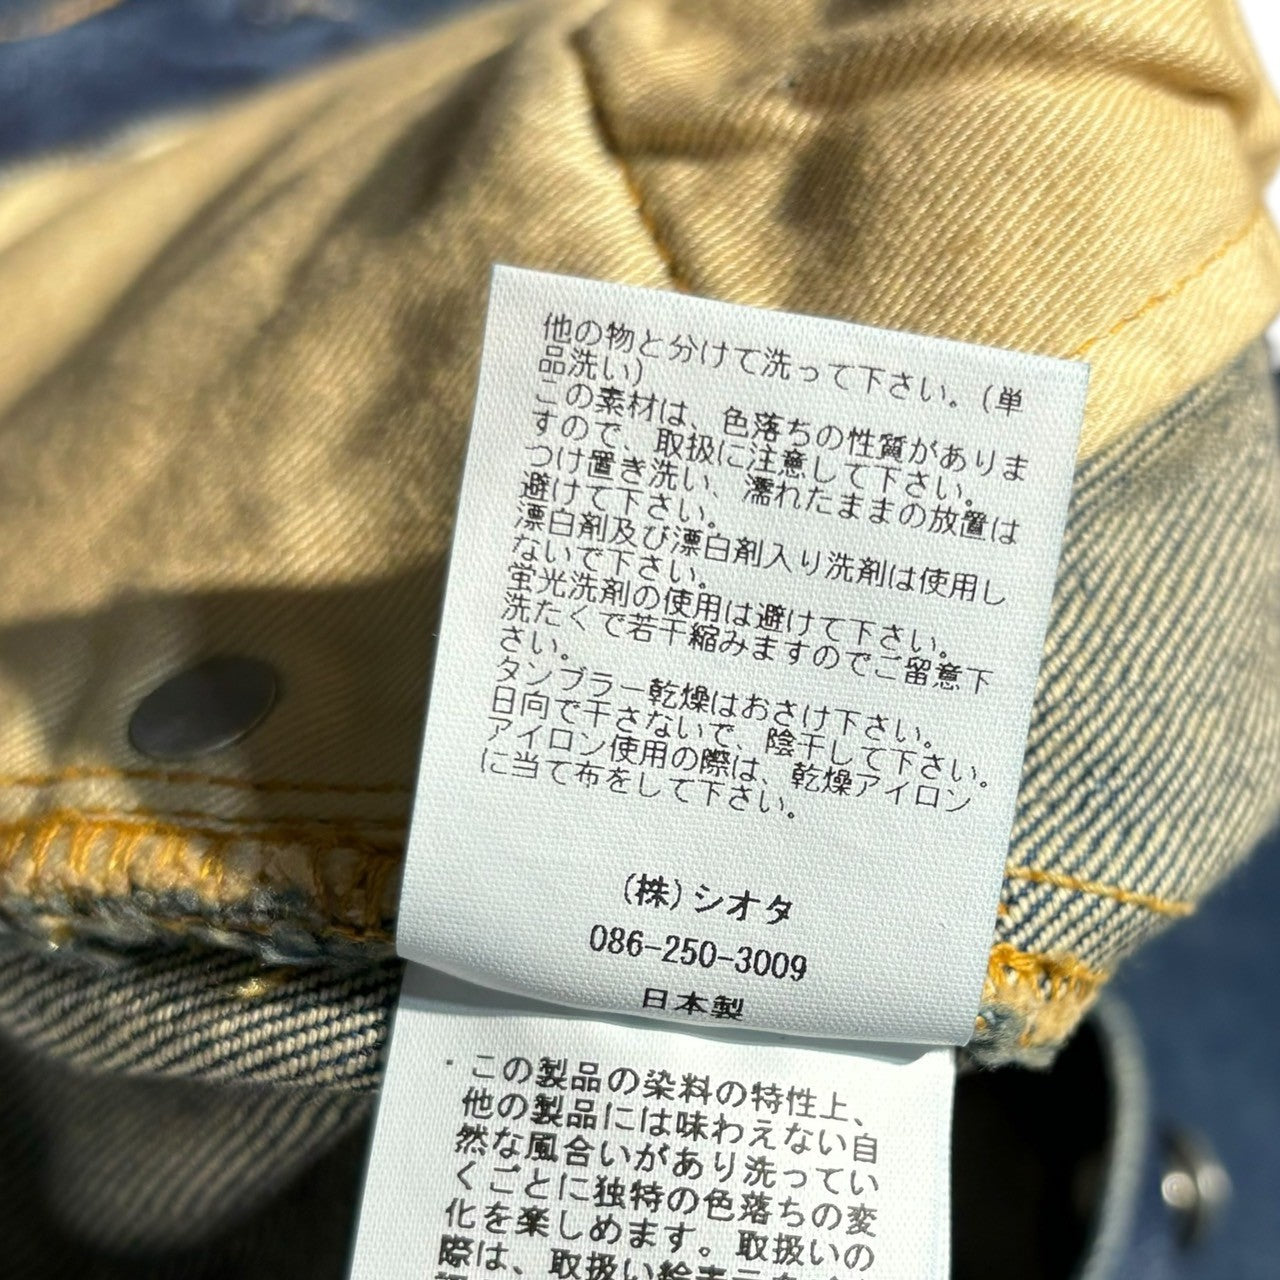 他の物と分けて洗って下さい。(単
品洗い)
この素材は、色落ちの性質がありま
すので、取扱に注意して下さい。
つけ置き洗い、濡れたままの放置は
避けて下さい。
漂白剤及び漂白剤入り洗剤は使用し
ないで下さい。
蛍光洗剤の使用は避けて下さい。
洗たくで若干縮みますのでご留意下
さい。
タンブラー乾燥はおさけ下さい。
日向で干さないで、陰干して下さい。
アイロン使用の際は、乾燥アイロン
に当て布をして下さい。
(株)シオタ
086-250-3009
日本製
・この製品の染料の特性上、
他の製品には味わえない自
然な風合いがあり洗ってい
くごとに独特の色落ちの変
化を楽しめます。取扱いの
際は、取扱い絵表示